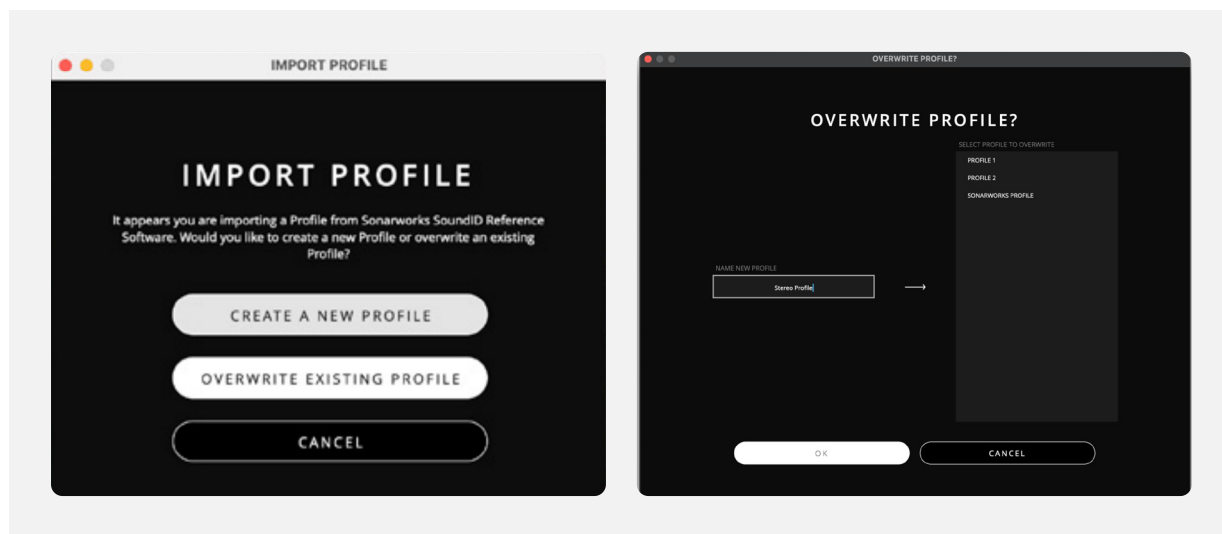 IMPORT PROFILE
IMPORT PROFILE
It appears you are importing a Profile from Sonarworks SoundID Reference
Software. Would you like to create a new Profile or overwrite an existing
Profile?
CREATE A NEW PROFILE
OVERWRITE EXISTING PROFILE
CANCEL
OVERWRITE PROFILE?
OVERWRITE PROFILE?
SELECT PROFILE TO OVERWRITE
PROFILE 1
PROFILE 2
SONARWORKS PROFILE
NAME NEW PROFILE
Stereo Profile
OK
CANCEL